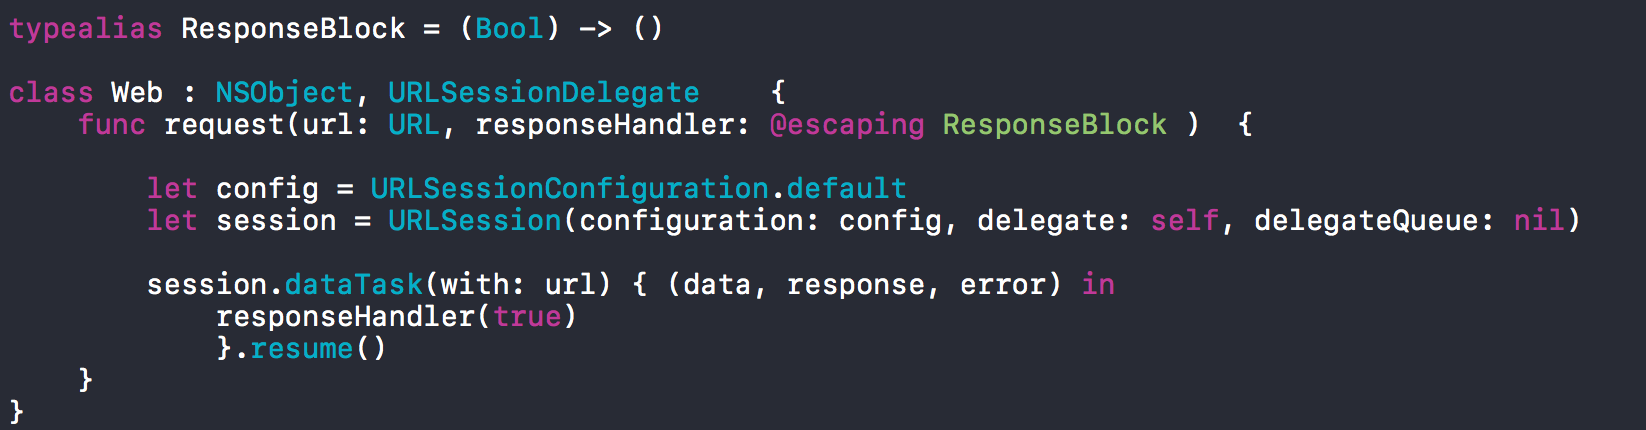 typealias ResponseBlock = (Bool) -> ()
class Web : NSObject, URLSessionDelegate    {
    func request(url: URL, responseHandler: @escaping ResponseBlock )  {
        let config = URLSessionConfiguration.default
        let session = URLSession(configuration: config, delegate: self, delegateQueue: nil)
        session.dataTask(with: url) { (data, response, error) in
            responseHandler(true)
            }.resume()
    }
}